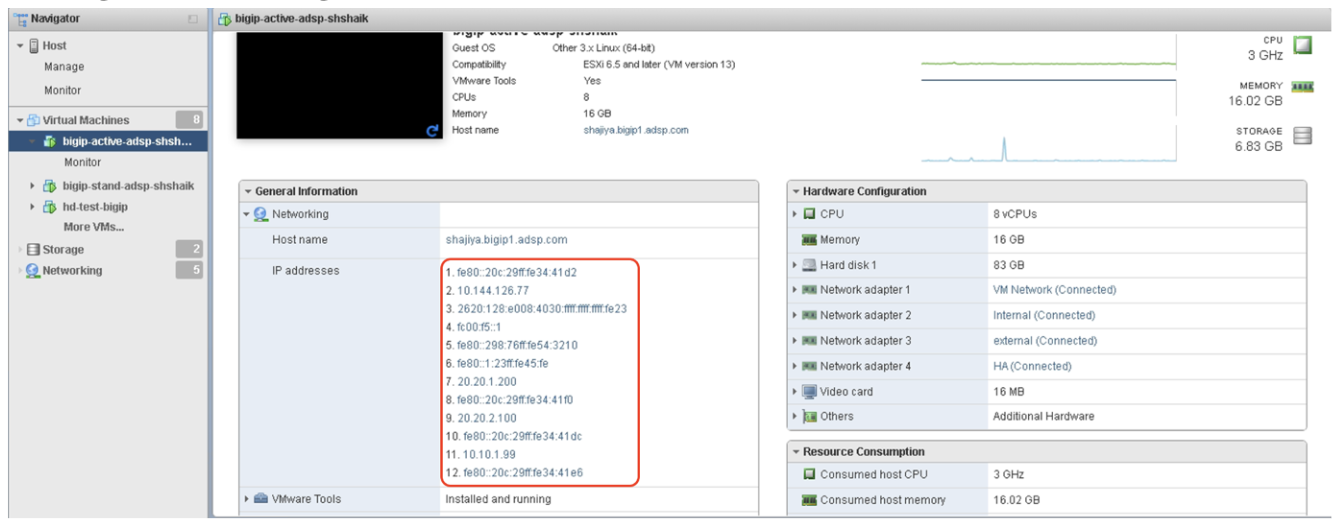 Navigator
Host
Manage
Monitor
Virtual Machines 8
bigip-active-adsp-shsh...
Monitor
bigip-stand-adsp-shshaik
hd-test-bigip
More VMs...
Storage 2
Networking 5
bigip-active-adsp-shshaik
bigip-active-adsp-shshaik
Guest OS Other 3.x Linux (64-bit)
Compatibility ESXi 6.5 and later (VM version 13)
VMware Tools Yes
CPUs 8
Memory 16 GB
Host name shajiya.bigip1.adsp.com
CPU
3 GHz
MEMORY
16.02 GB
STORAGE
6.83 GB
General Information
Networking
Host name shajiya.bigip1.adsp.com
IP addresses
1. fe80::20c:29ff:fe34:41d2
2. 10.144.126.77
3. 2620:128:e008:4030:ffff:ffff:ffff:fe23
4. fc00:f5::1
5. fe80::298:76ff:fe54:3210
6. fe80::1:23ff:fe45:fe
7. 20.20.1.200
8. fe80::20c:29ff:fe34:41f0
9. 20.20.2.100
10. fe80::20c:29ff:fe34:41dc
11. 10.10.1.99
12. fe80::20c:29ff:fe34:41e6
VMware Tools Installed and running
Hardware Configuration
CPU 8 vCPUs
Memory 16 GB
Hard disk 1 83 GB
Network adapter 1 VM Network (Connected)
Network adapter 2 Internal (Connected)
Network adapter 3 external (Connected)
Network adapter 4 HA (Connected)
Video card 16 MB
Others Additional Hardware
Resource Consumption
Consumed host CPU 3 GHz
Consumed host memory 16.02 GB